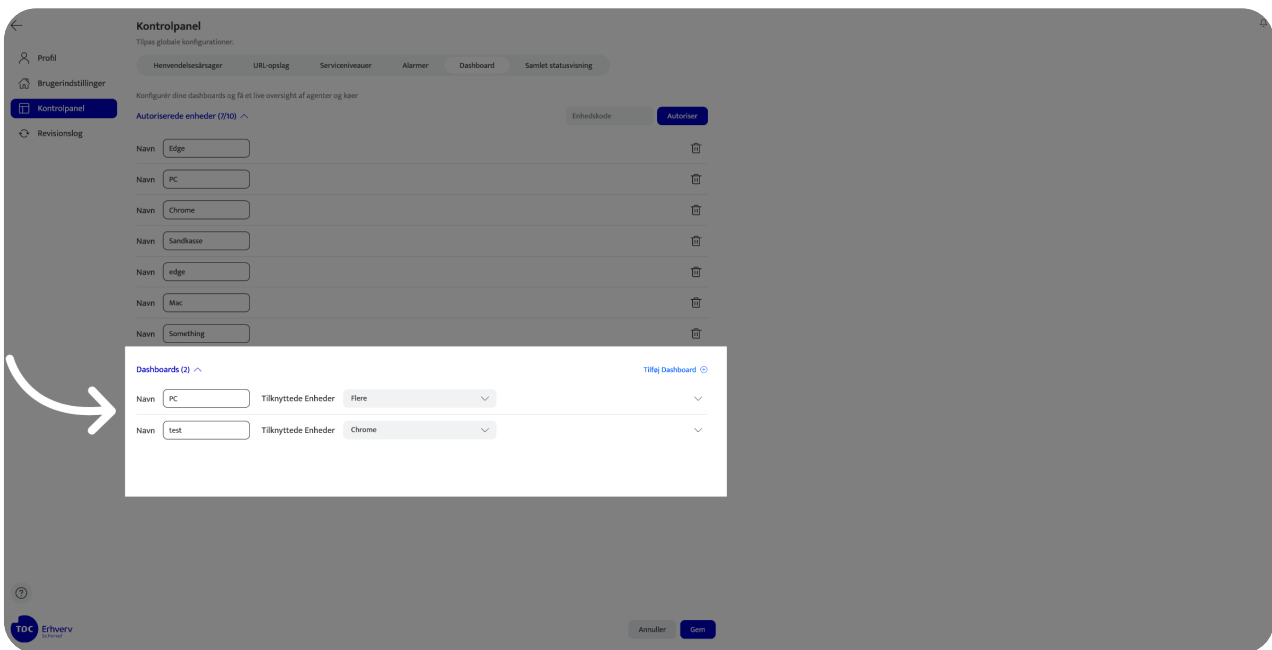 Kontrolpanel
Tilpas globale konfigurationer.
Profil
Brugerindstillinger
Kontrolpanel
Revisionslog
Henvendelsesårsager URL-opslag Serviceniveauer Alarmer Dashboard Samlet statusvisning
Konfigurér dine dashboards og få et live oversight af agenter og køer
Autoriserede enheder (7/10) Enhedskode Autoriser
Navn Edge
Navn PC
Navn Chrome
Navn Sandkasse
Navn edge
Navn Mac
Navn Something
Dashboards (2) Tilføj Dashboard
Navn PC Tilknyttede Enheder Flere
Navn test Tilknyttede Enheder Chrome
?
TDC Erhverv
Annuller Gem